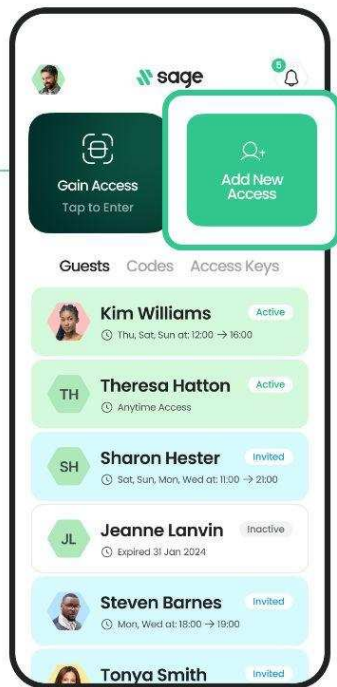 sage
5
Gain Access
Tap to Enter
Add New
Access
Guests Codes Access Keys
Kim Williams Active
Thu, Sat, Sun at: 12:00 → 16:00
TH Theresa Hatton Active
Anytime Access
SH Sharon Hester Invited
Sat, Sun, Mon, Wed at: 11:00 → 21:00
JL Jeanne Lanvin Inactive
Expired 31 Jan 2024
Steven Barnes Invited
Mon, Wed at: 18:00 → 19:00
Tonya Smith Invited